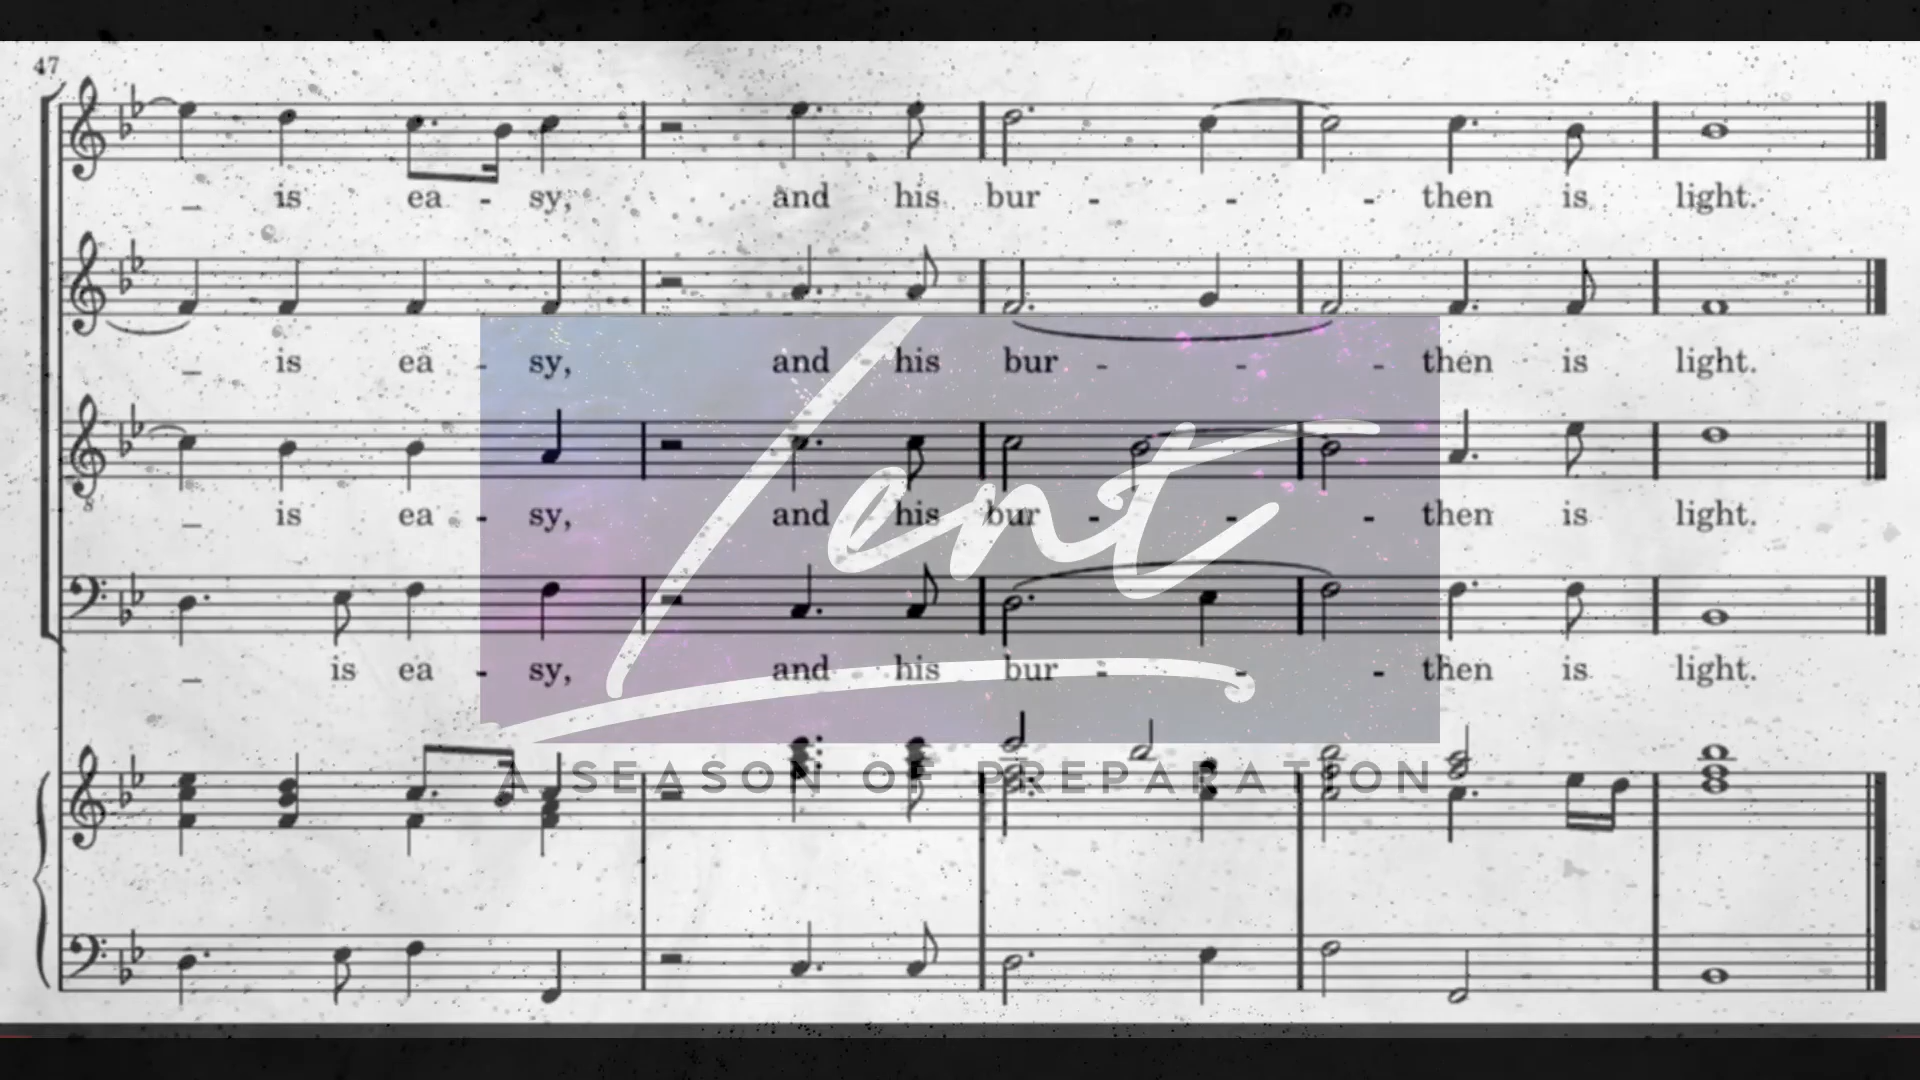 47
_ is ea - sy, and his bur - - - then is light.
_ is ea - sy, and his bur - - - then is light.
Lent
8
_ is ea - sy, and his bur - - - then is light.
_ is ea - sy, and his bur - - - then is light.
A SEASON OF PREPARATION